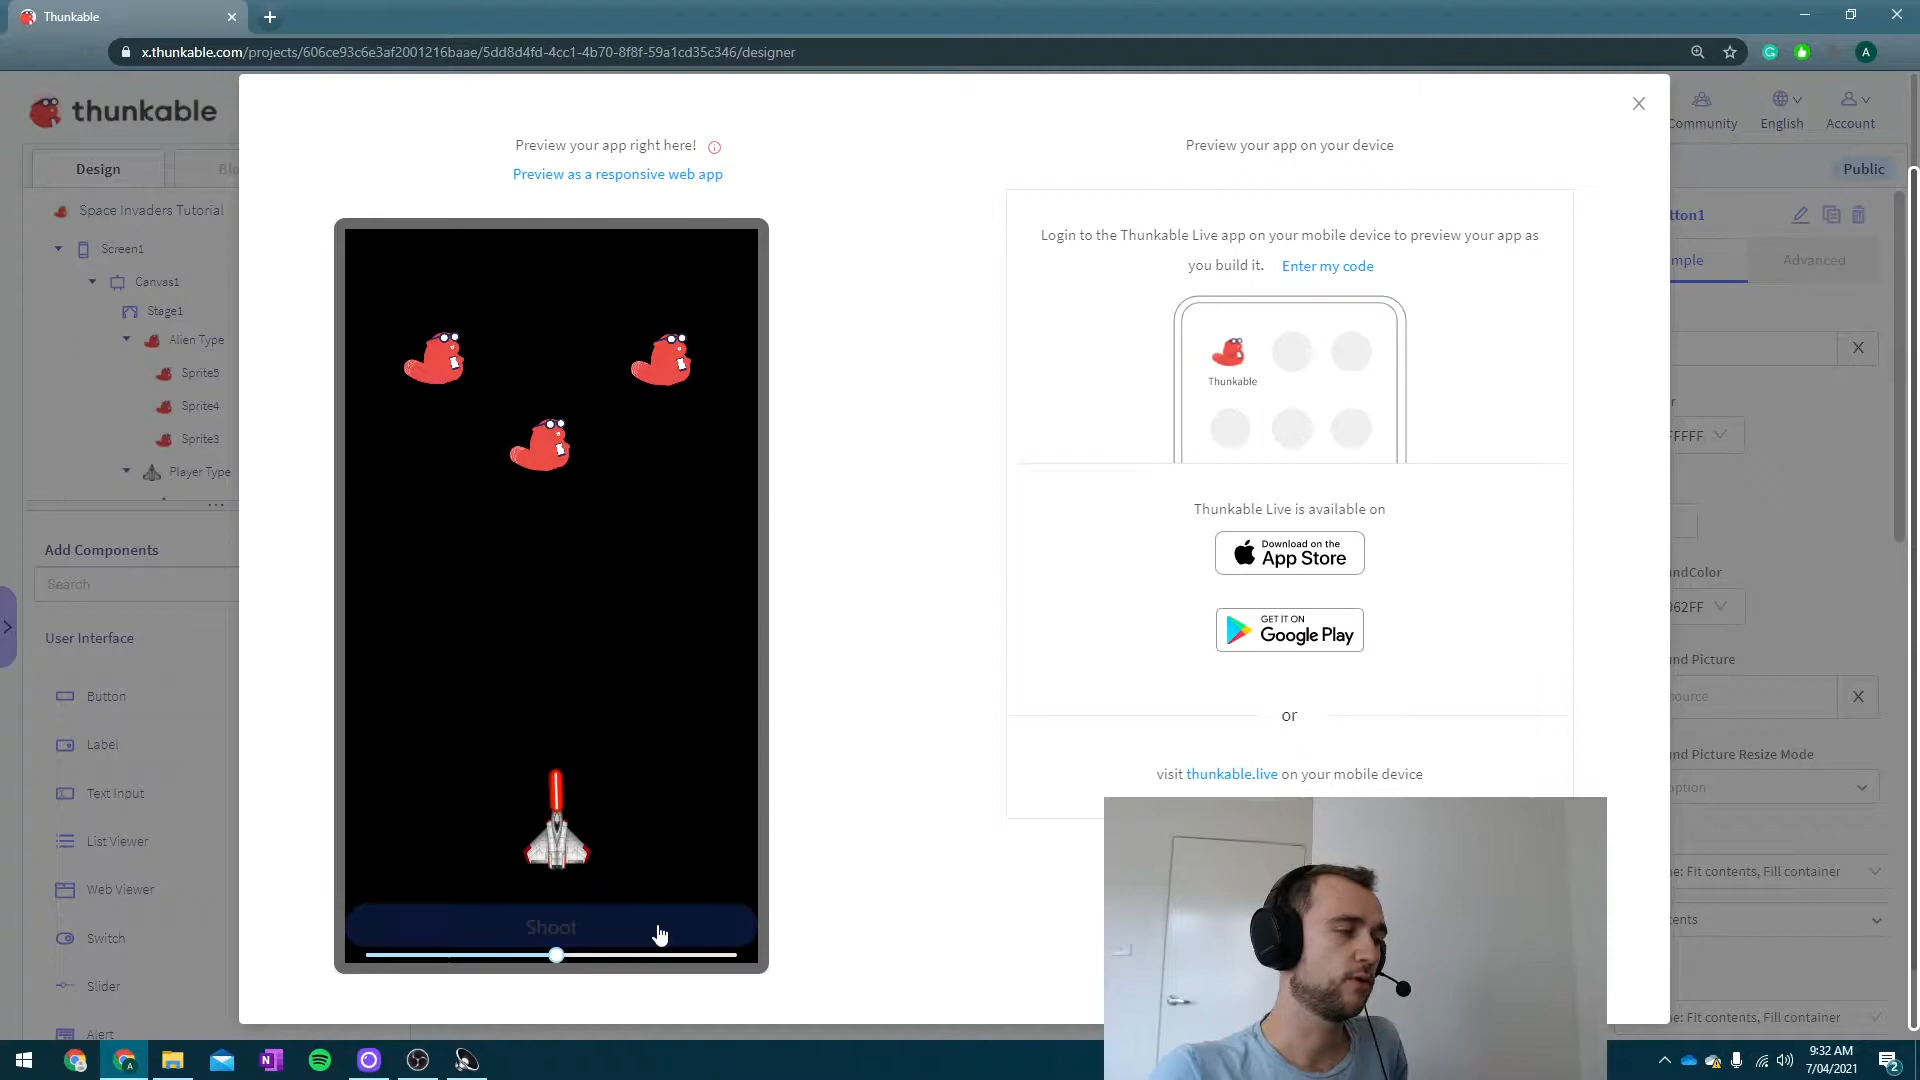 Thunkable
x.thunkable.com/projects/606ce93c6e3af2001216baae/5dd8d4fd-4cc1-4b70-8f8f-59a1cd35c346/designer
A
thunkable
Community
English
Account
Design
Blo
Public
Space Invaders Tutorial
Screen1
Canvas1
Stage1
Alien Type
Sprite5
Sprite4
Sprite3
Player Type
Add Components
Search
User Interface
Button
Label
Text Input
List Viewer
Web Viewer
Switch
Slider
Alert
Preview your app right here!
Preview as a responsive web app
Shoot
Preview your app on your device
Login to the Thunkable Live app on your mobile device to preview your app as
you build it. Enter my code
Thunkable
Thunkable Live is available on
Download on the
App Store
GET IT ON
Google Play
or
visit thunkable.live on your mobile device
tton1
mple
Advanced
r
FFFFF
ndColor
962FF
nd Picture
source
nd Picture Resize Mode
option
e: Fit contents, Fill container
ents
e: Fit contents, Fill container
9:32 AM
7/04/2021
2